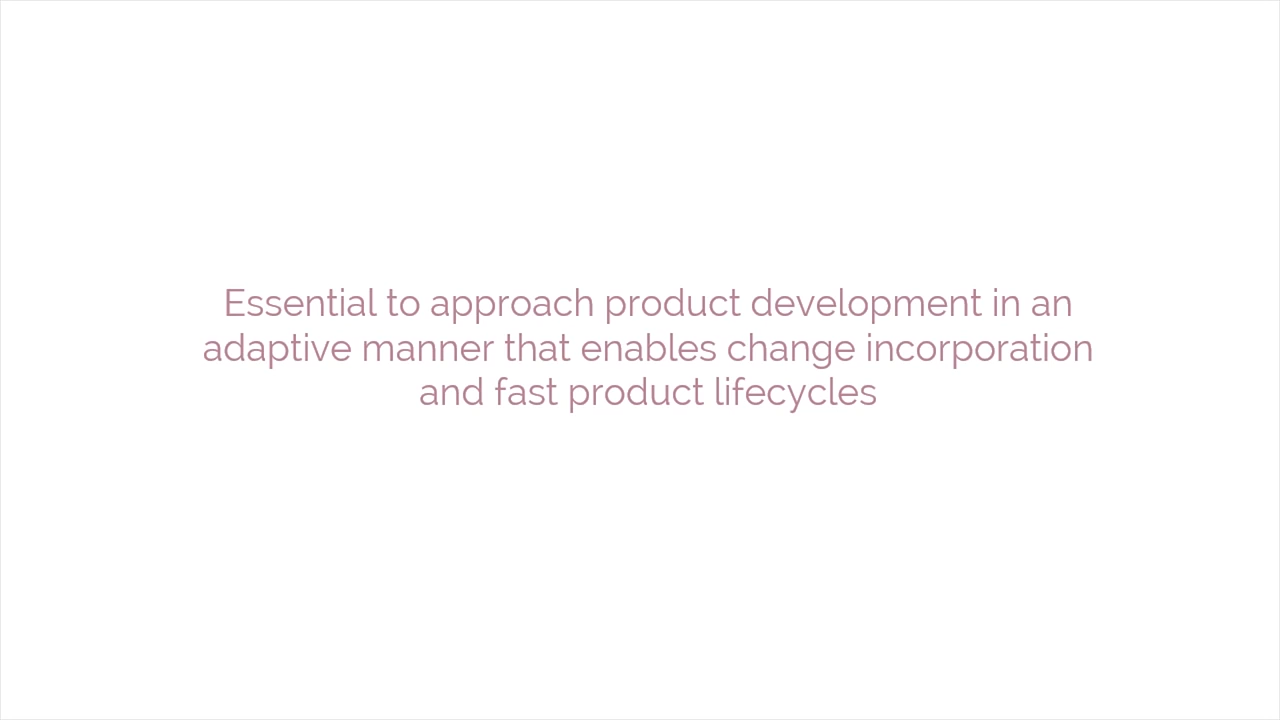 Essential to approach product development in an
adaptive manner that enables change incorporation
and fast product lifecycles